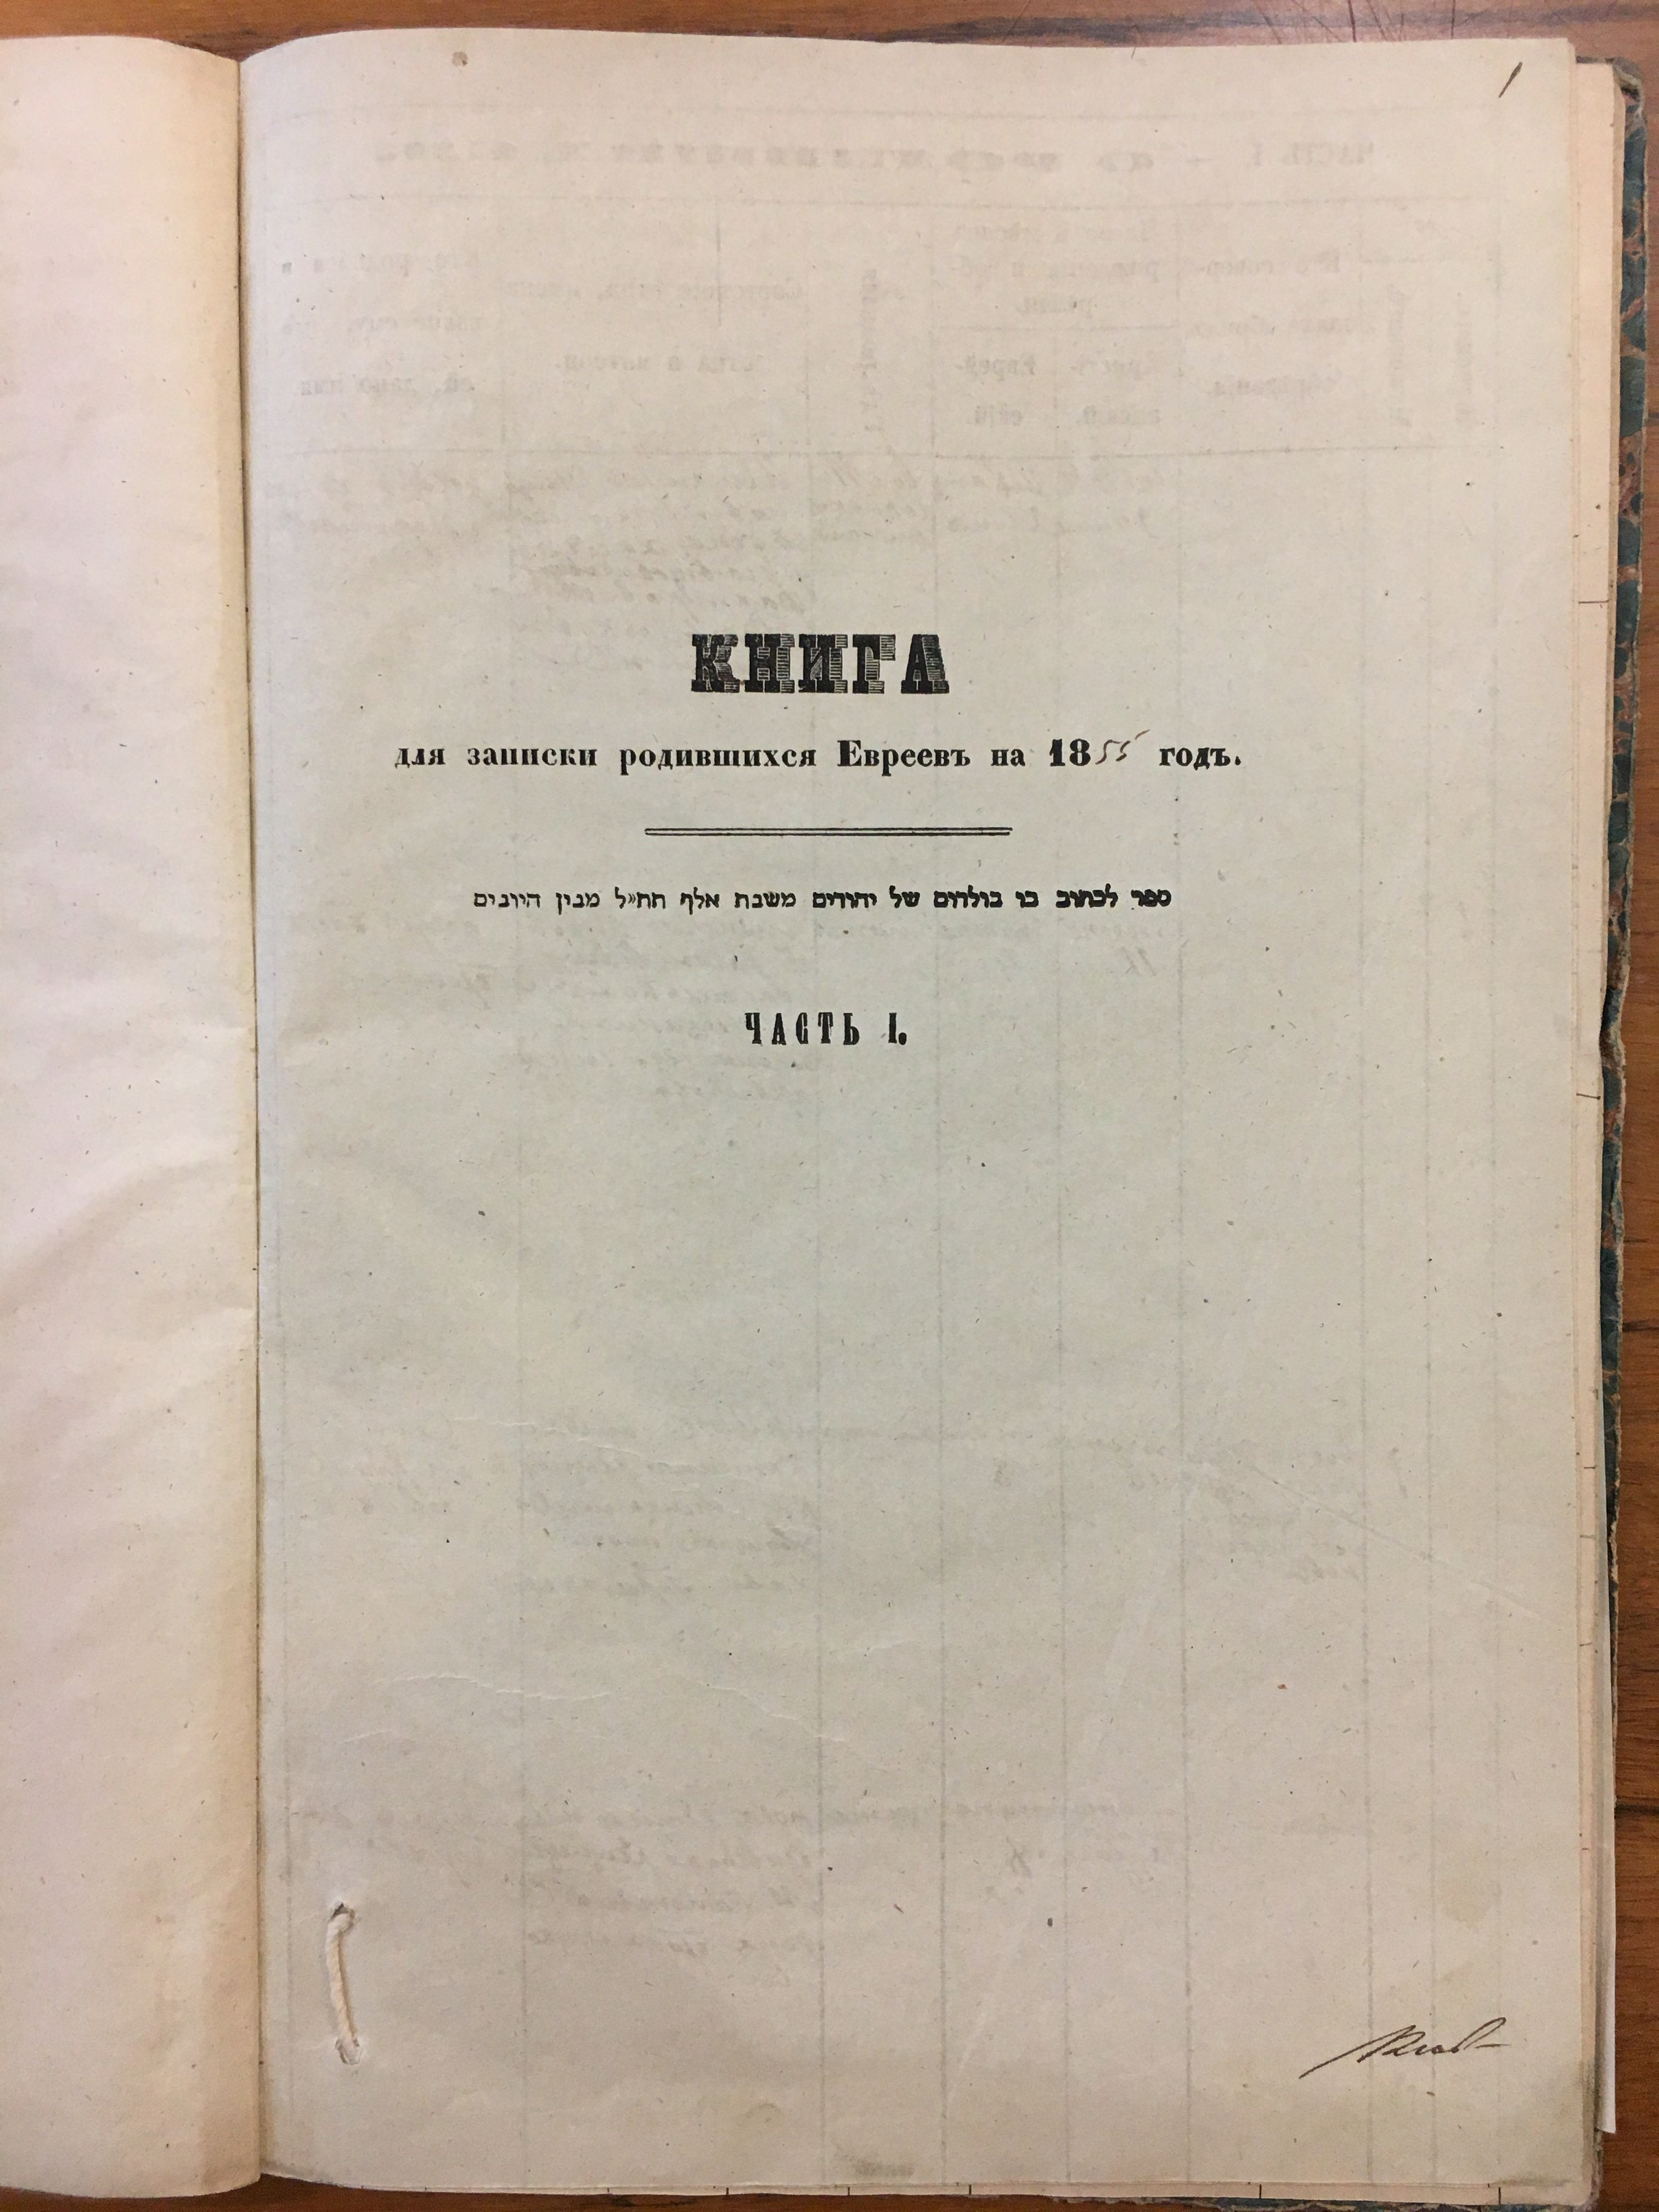 1
КНИГА
для записки родившихся Евреевъ на 1855 годъ.
ספר לכתוב בו נולדים של יהודים משנת אלף תת״ל מנין היונים
ЧАСТЬ I.